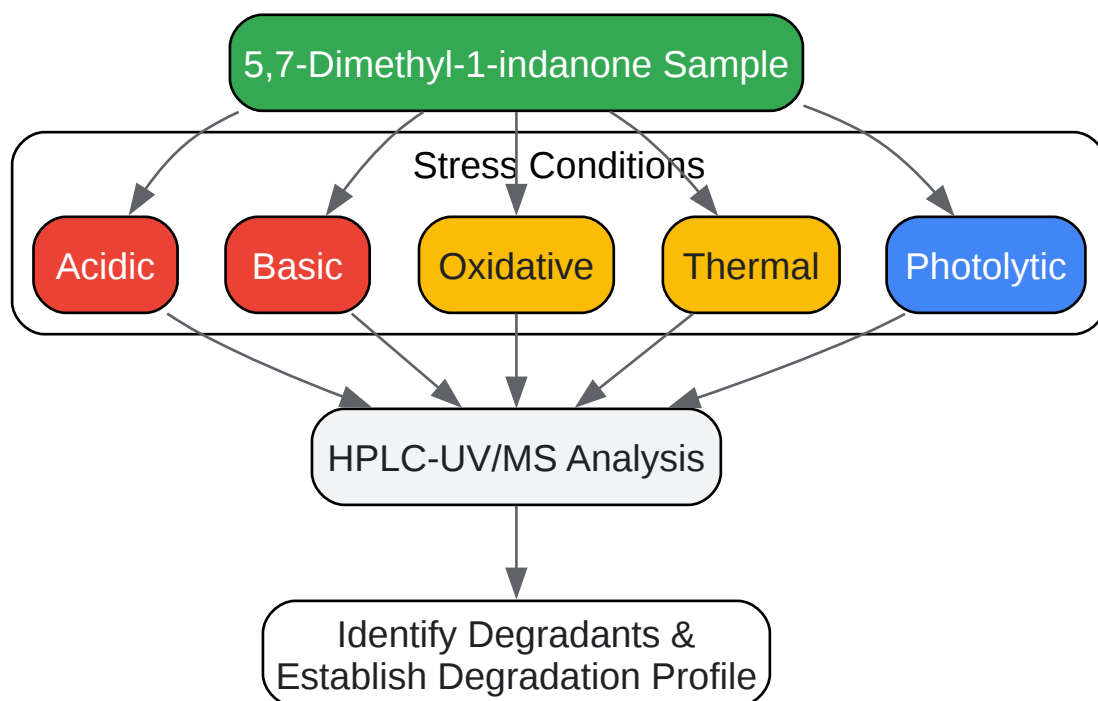 5,7-Dimethyl-1-indanone Sample
Stress Conditions
Acidic
Basic
Oxidative
Thermal
Photolytic
HPLC-UV/MS Analysis
Identify Degradants &
Establish Degradation Profile